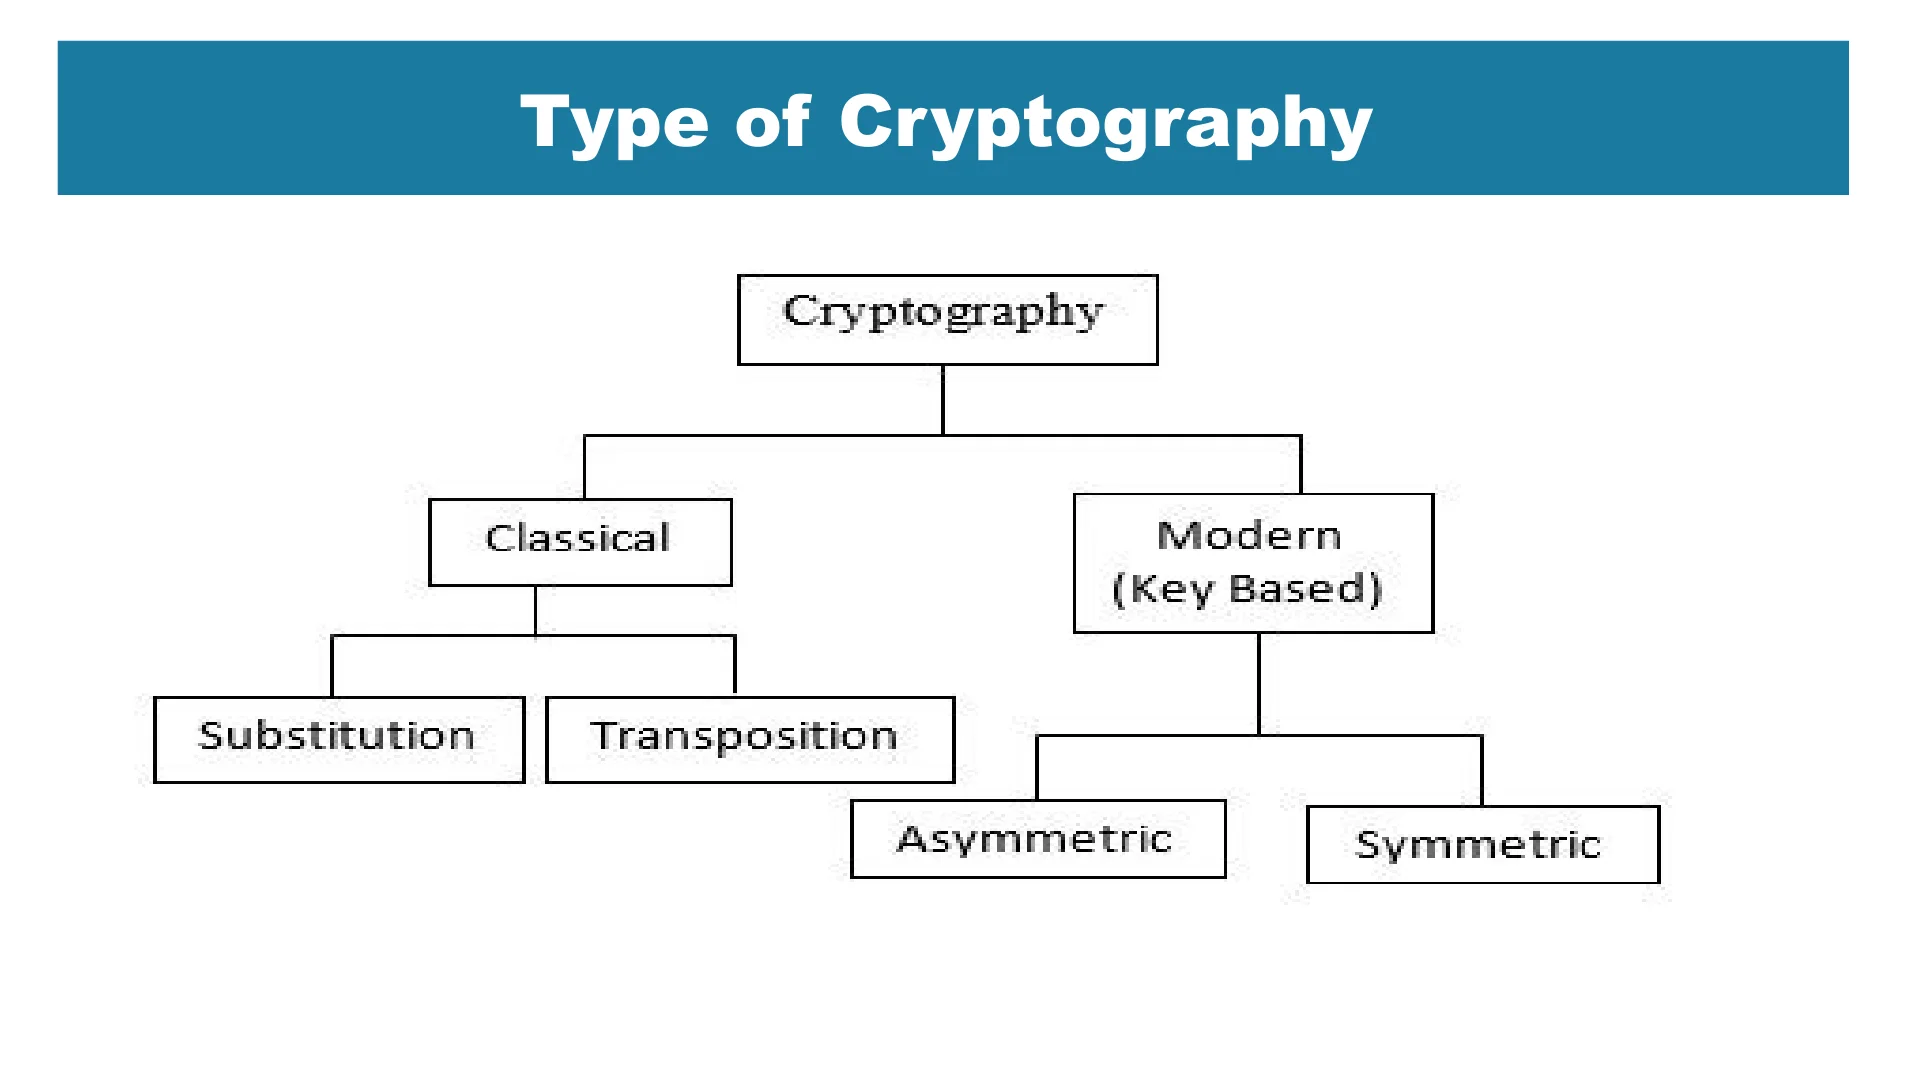 Type of Cryptography
Cryptography
Classical
Modern
(Key Based)
Substitution
Transposition
Asymmetric
Symmetric